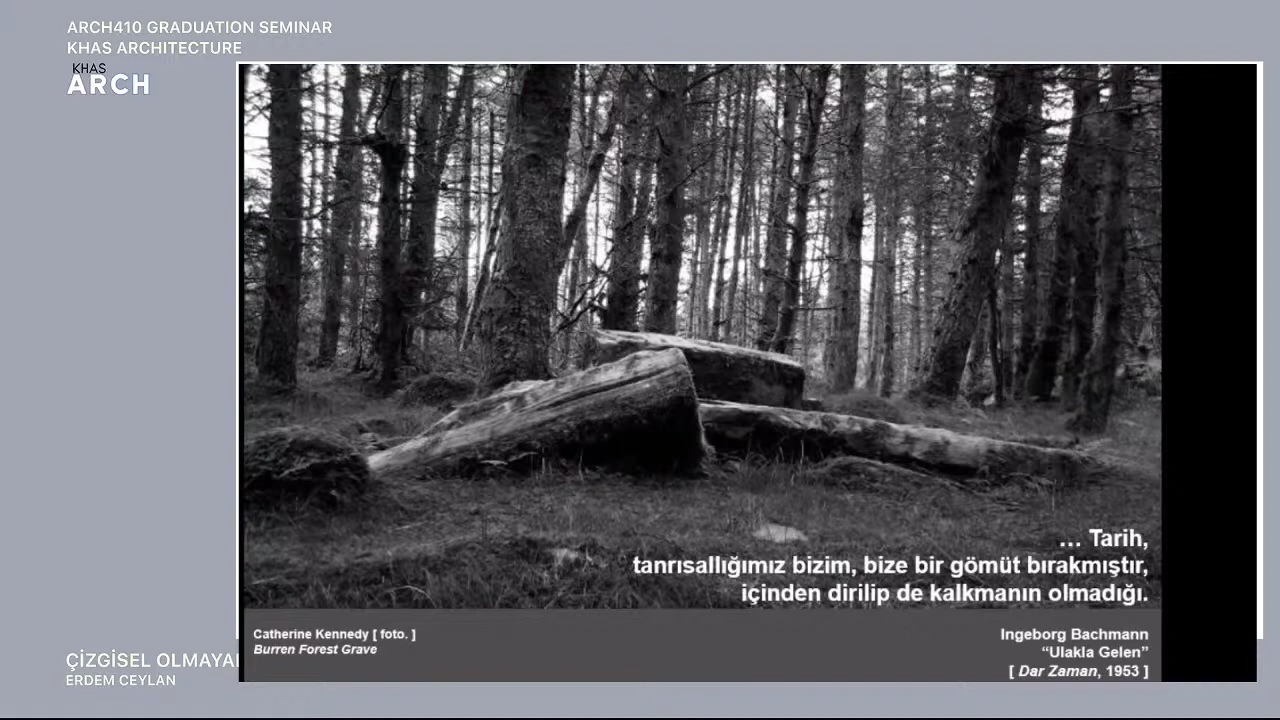 ARCH410 GRADUATION SEMINAR
KHAS ARCHITECTURE
KHAS
ARCH
… Tarih,
tanrısallığımız bizim, bize bir gömüt bırakmıştır,
içinden dirilip de kalkmanın olmadığı.
Catherine Kennedy [ foto. ]
Burren Forest Grave
Ingeborg Bachmann
“Ulakla Gelen”
[ Dar Zaman, 1953 ]
ÇİZGİSEL
ERDEM CEYLAN